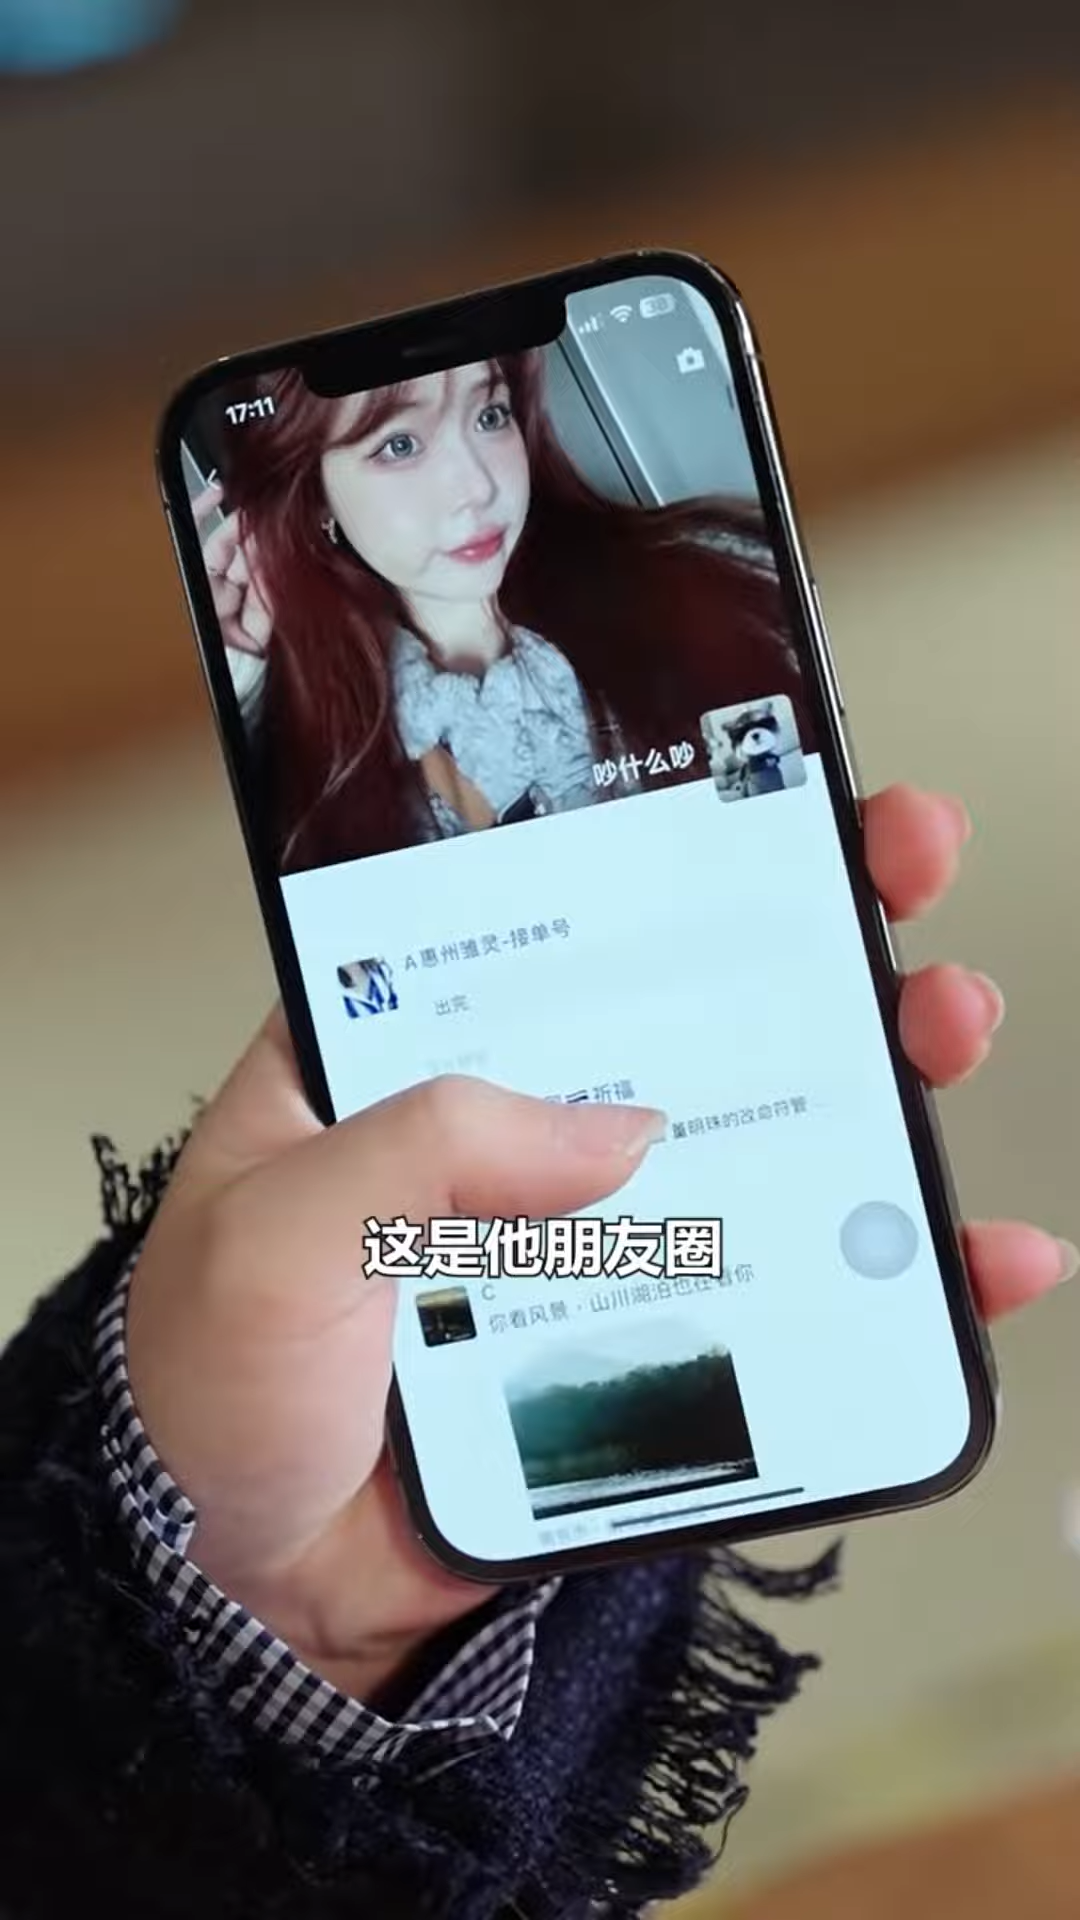 17:11
38
吵什么吵
A惠州雅灵-接单号
出完
祈福
董明珠的改命符管...
这是他朋友圈
C
你看风景，山川湖泊也在看你